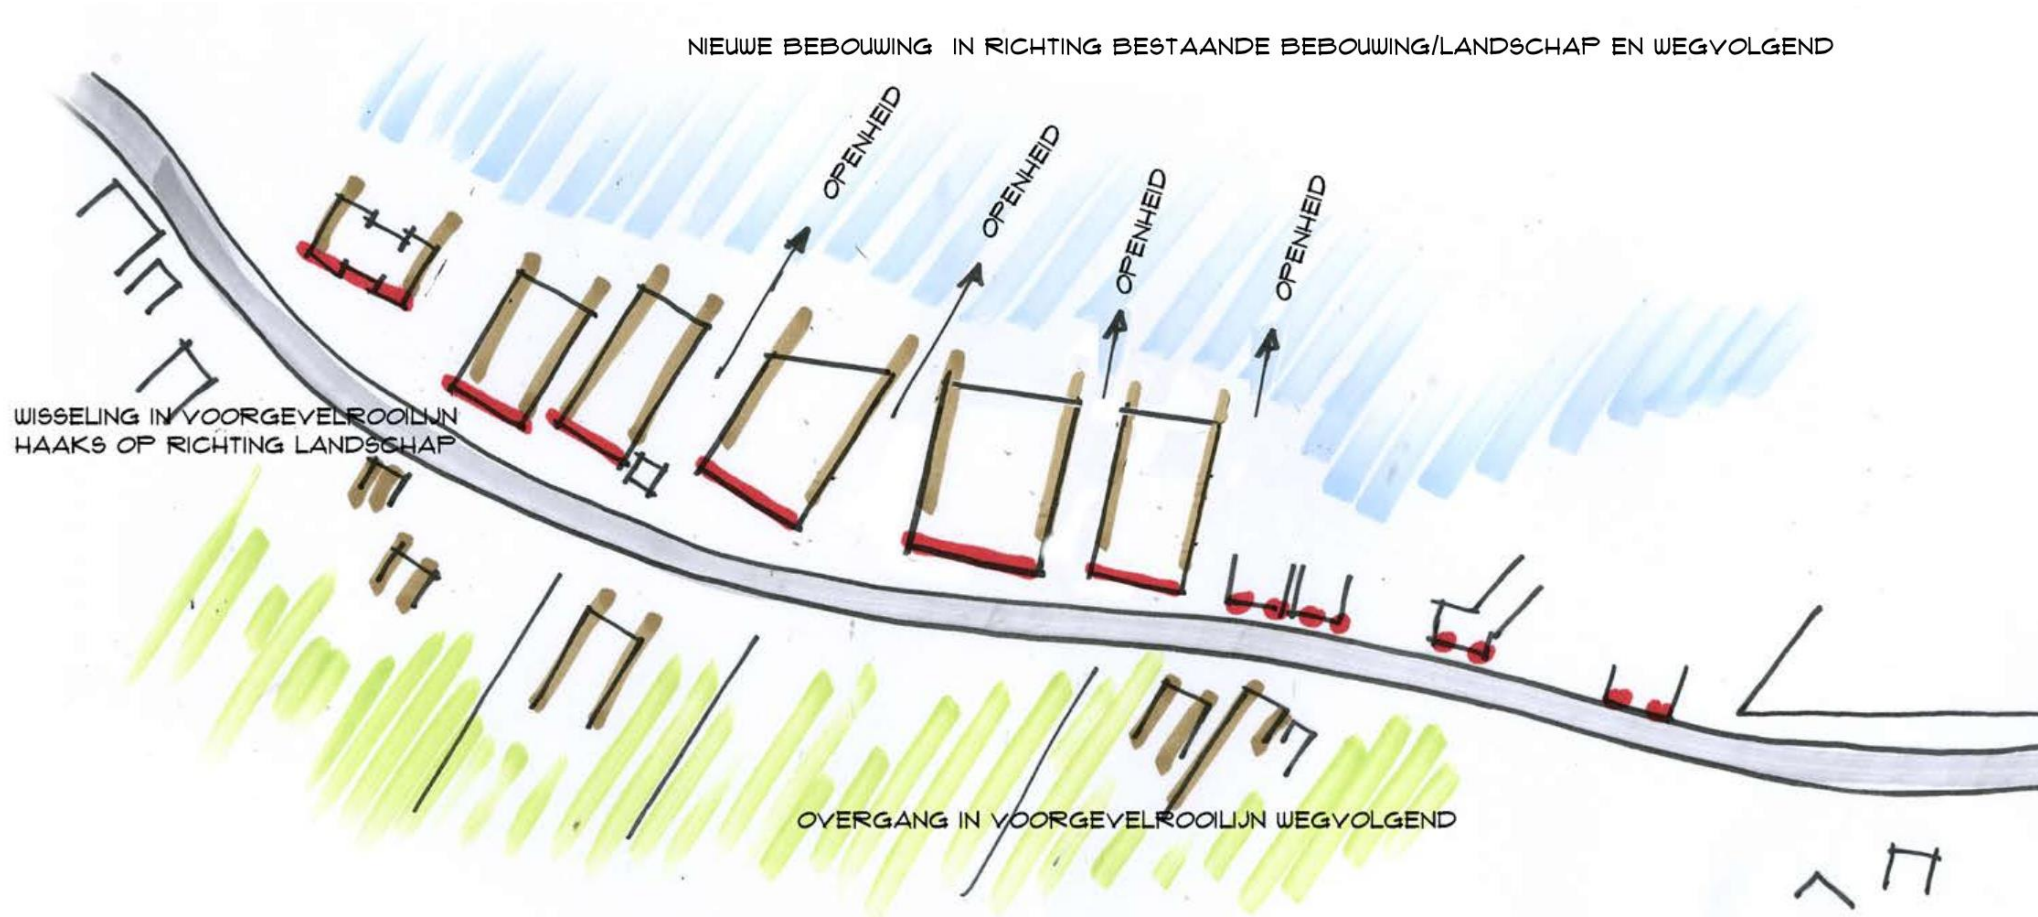 NIEUWE BEBOUWING IN RICHTING BESTAANDE BEBOUWING/LANDSCHAP EN WEGVOLGEND
OPENHEID
OPENHEID
OPENHEID
OPENHEID
WISSELING IN VOORGEVELROOILIJN
HAAKS OP RICHTING LANDSCHAP
OVERGANG IN VOORGEVELROOILIJN WEGVOLGEND